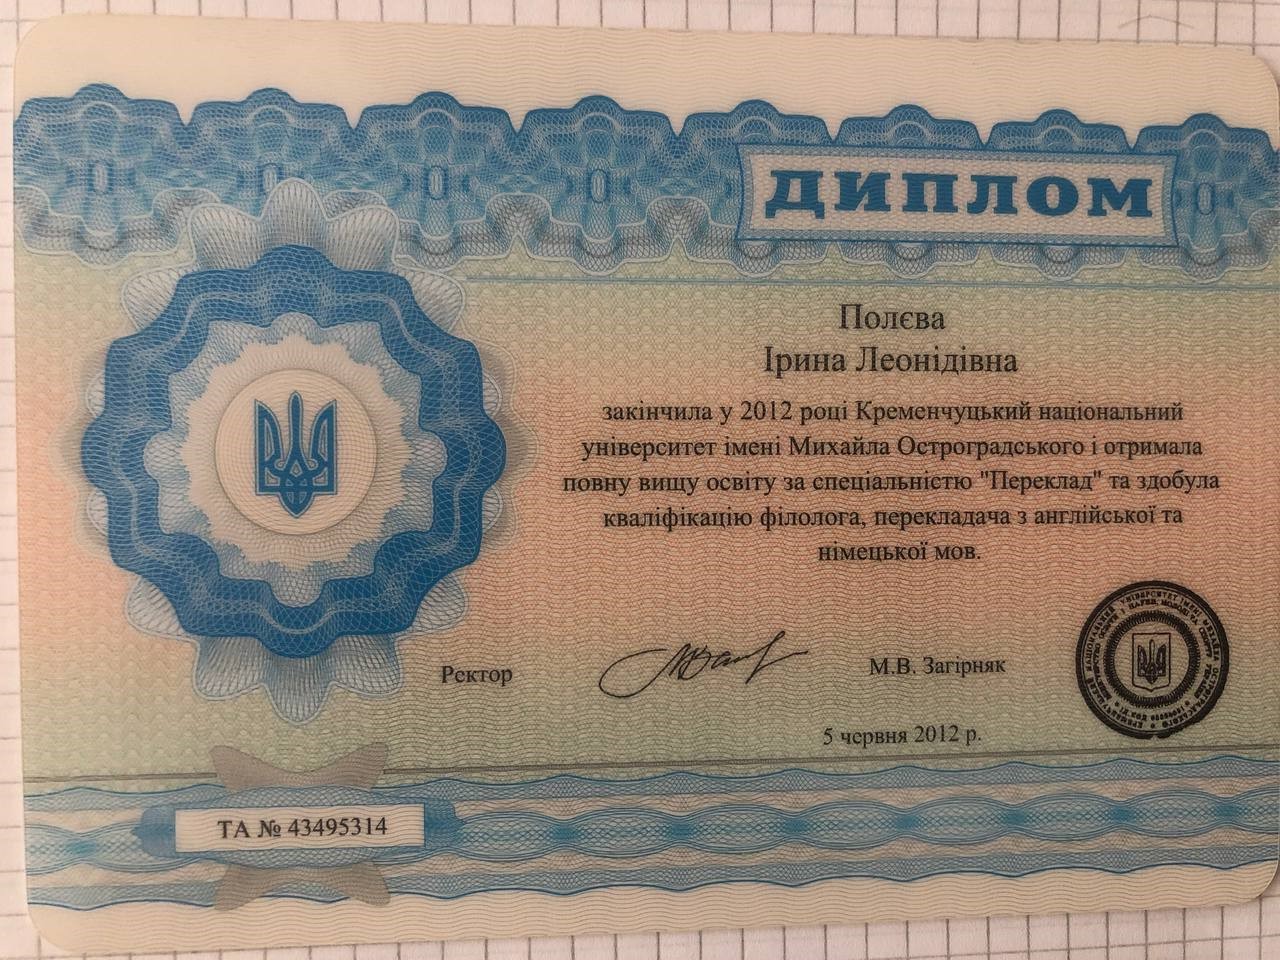 ДИПЛОМ
Полєва
Ірина Леонідівна
закінчила у 2012 році Кременчуцький національний
університет імені Михайла Остроградського і отримала
повну вищу освіту за спеціальністю "Переклад" та здобула
кваліфікацію філолога, перекладача з англійської та
німецької мов.
Ректор
М.В. Загірняк
5 червня 2012 р.
ТА № 43495314